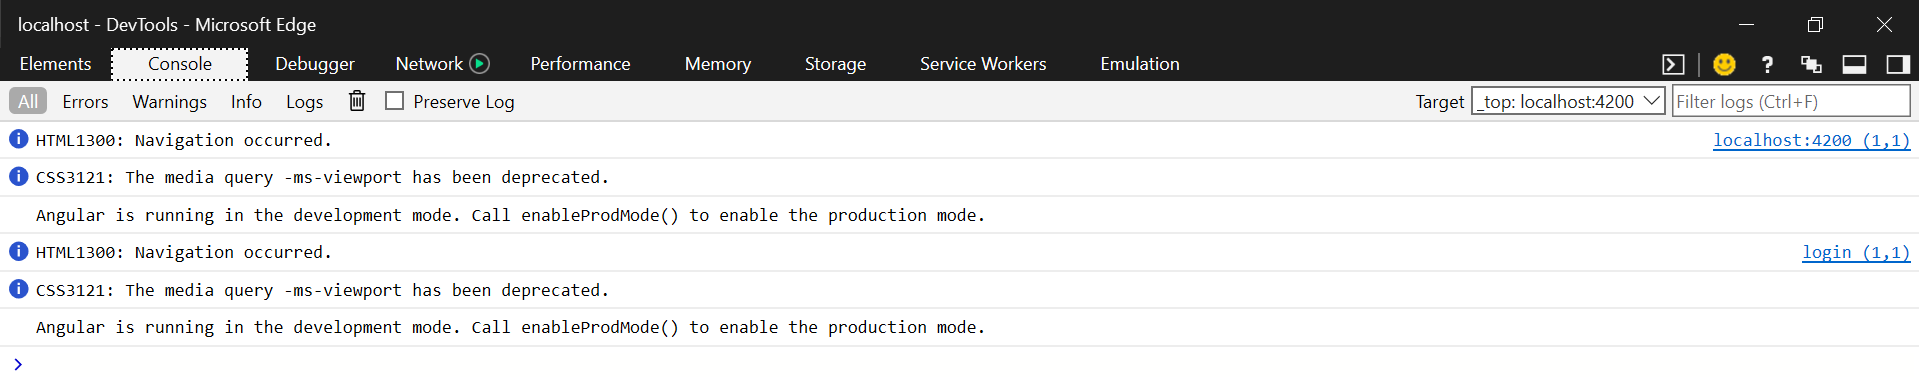 localhost - DevTools - Microsoft Edge
Elements Console Debugger Network Performance Memory Storage Service Workers Emulation ?
All Errors Warnings Info Logs Preserve Log Target _top: localhost:4200 Filter logs (Ctrl+F)
HTML1300: Navigation occurred. localhost:4200 (1,1)
CSS3121: The media query -ms-viewport has been deprecated.
Angular is running in the development mode. Call enableProdMode() to enable the production mode.
HTML1300: Navigation occurred. login (1,1)
CSS3121: The media query -ms-viewport has been deprecated.
Angular is running in the development mode. Call enableProdMode() to enable the production mode.